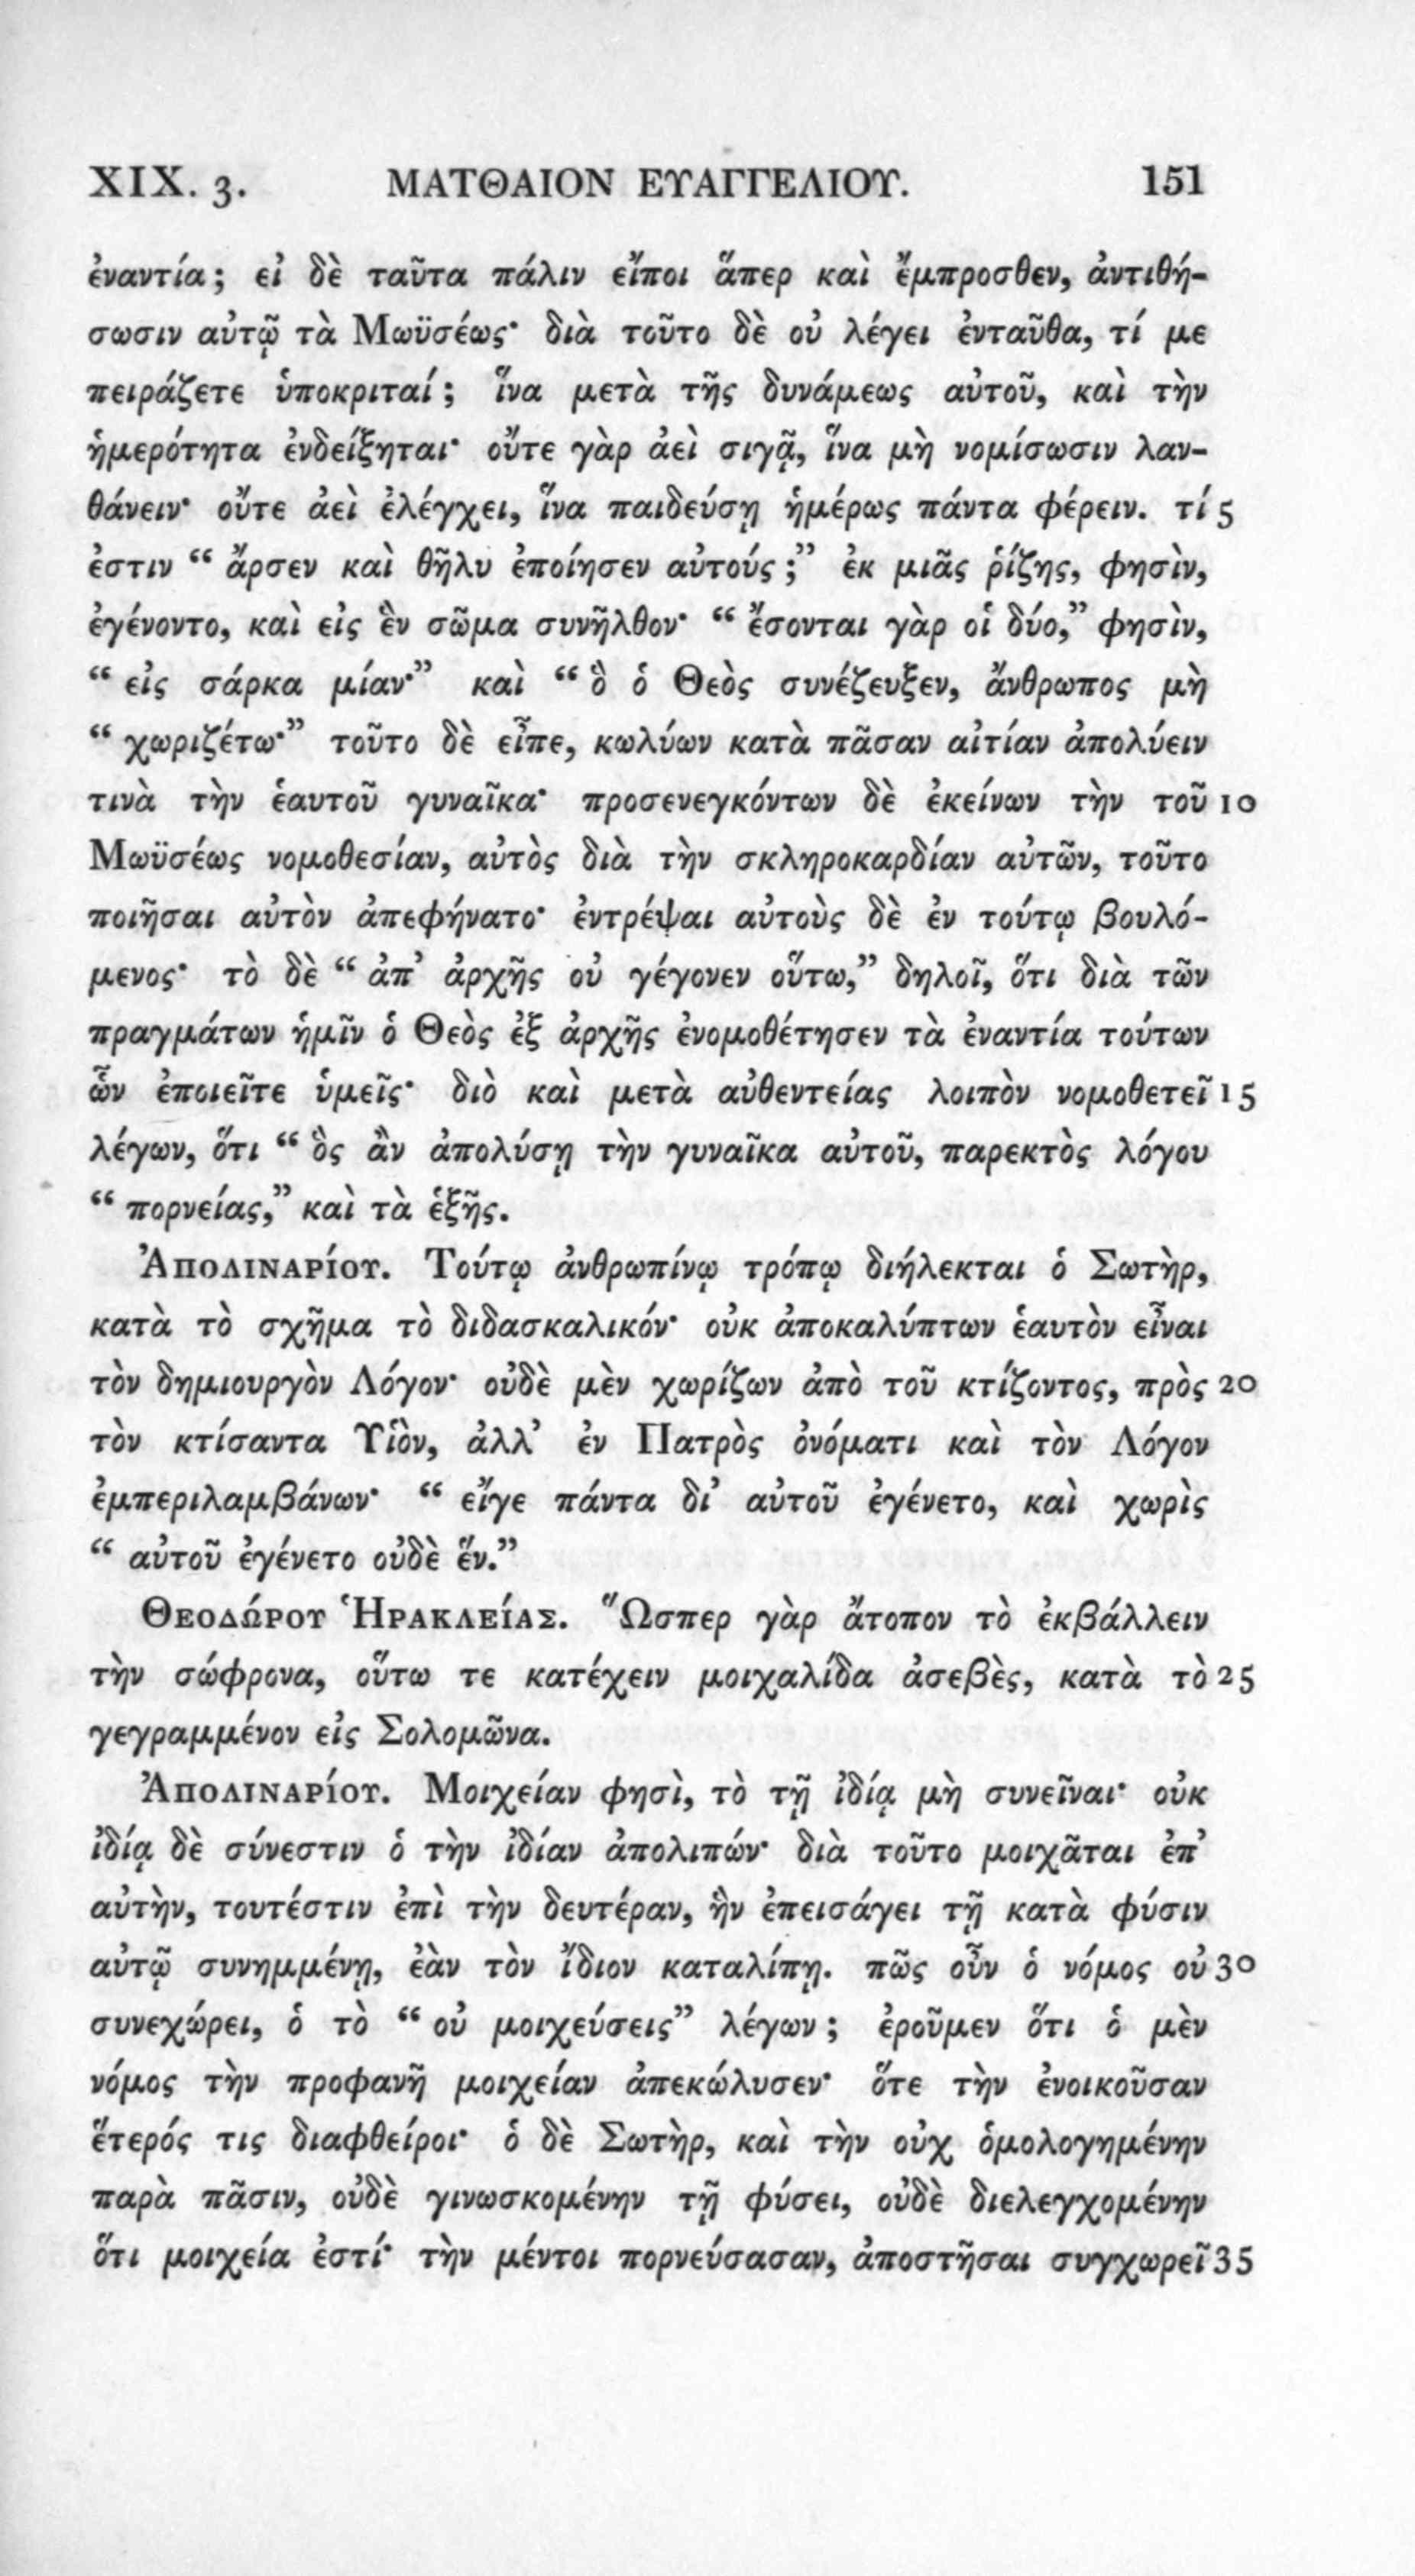 XIX. 3. ΜΑΤΘΑΙΟΝ ΕΥΑΓΓΕΛΙΟΥ. 151
ἐναντία; εἰ δὲ ταῦτα πάλιν εἴποι ἅπερ καὶ ἔμπροσθεν, ἀντιθή-
σωσιν αὐτῷ τὰ Μωϋσέως· διὰ τοῦτο δὲ οὐ λέγει ἐνταῦθα, τί με
πειράζετε ὑποκριταί; ἵνα μετὰ τῆς δυνάμεως αὐτοῦ, καὶ τὴν
ἡμερότητα ἐνδείξηται· οὔτε γὰρ ἀεὶ σιγᾷ, ἵνα μὴ νομίσωσιν λαν-
θάνειν· οὔτε ἀεὶ ἐλέγχει, ἵνα παιδεύσῃ ἡμέρως πάντα φέρειν. τί 5
ἐστιν “ ἄρσεν καὶ θῆλυ ἐποίησεν αὐτούς;” ἐκ μιᾶς ῥίζης, φησὶν,
ἐγένοντο, καὶ εἰς ἓν σῶμα συνῆλθον· “ ἔσονται γὰρ οἱ δύο,” φησὶν,
“ εἰς σάρκα μίαν·” καὶ “ ὃ ὁ Θεὸς συνέζευξεν, ἄνθρωπος μὴ
“ χωριζέτω·” τοῦτο δὲ εἶπε, κωλύων κατὰ πᾶσαν αἰτίαν ἀπολύειν
τινὰ τὴν ἑαυτοῦ γυναῖκα· προσενεγκόντων δὲ ἐκείνων τὴν τοῦ 10
Μωϋσέως νομοθεσίαν, αὐτὸς διὰ τὴν σκληροκαρδίαν αὐτῶν, τοῦτο
ποιῆσαι αὐτὸν ἀπεφήνατο· ἐντρέψαι αὐτοὺς δὲ ἐν τούτῳ βουλό-
μενος· τὸ δὲ “ ἀπ’ ἀρχῆς οὐ γέγονεν οὕτω,” δηλοῖ, ὅτι διὰ τῶν
πραγμάτων ἡμῖν ὁ Θεὸς ἐξ ἀρχῆς ἐνομοθέτησεν τὰ ἐναντία τούτων
ὧν ἐποιεῖτε ὑμεῖς· διὸ καὶ μετὰ αὐθεντείας λοιπὸν νομοθετεῖ 15
λέγων, ὅτι “ ὃς ἂν ἀπολύσῃ τὴν γυναῖκα αὐτοῦ, παρεκτὸς λόγου
“ πορνείας,” καὶ τὰ ἑξῆς.
Ἀπολιναρίου. Τούτῳ ἀνθρωπίνῳ τρόπῳ διήλεκται ὁ Σωτὴρ,
κατὰ τὸ σχῆμα τὸ διδασκαλικόν· οὐκ ἀποκαλύπτων ἑαυτὸν εἶναι
τὸν δημιουργὸν Λόγον· οὐδὲ μὲν χωρίζων ἀπὸ τοῦ κτίζοντος, πρὸς 20
τὸν κτίσαντα Υἱὸν, ἀλλ’ ἐν Πατρὸς ὀνόματι καὶ τὸν Λόγον
ἐμπεριλαμβάνων· “ εἴγε πάντα δι’ αὐτοῦ ἐγένετο, καὶ χωρὶς
“ αὐτοῦ ἐγένετο οὐδὲ ἕν.”
Θεοδώρου Ἡρακλείας. Ὥσπερ γὰρ ἄτοπον τὸ ἐκβάλλειν
τὴν σώφρονα, οὕτω τε κατέχειν μοιχαλίδα ἀσεβὲς, κατὰ τὸ 25
γεγραμμένον εἰς Σολομῶνα.
Ἀπολιναρίου. Μοιχείαν φησὶ, τὸ τῇ ἰδίᾳ μὴ συνεῖναι· οὐκ
ἰδίᾳ δὲ σύνεστιν ὁ τὴν ἰδίαν ἀπολιπών· διὰ τοῦτο μοιχᾶται ἐπ’
αὐτὴν, τουτέστιν ἐπὶ τὴν δευτέραν, ἣν ἐπεισάγει τῇ κατὰ φύσιν
αὐτῷ συνημμένῃ, ἐὰν τὸν ἴδιον καταλίπῃ. πῶς οὖν ὁ νόμος οὐ 30
συνεχώρει, ὁ τὸ “ οὐ μοιχεύσεις” λέγων; ἐροῦμεν ὅτι ὁ μὲν
νόμος τὴν προφανῆ μοιχείαν ἀπεκώλυσεν· ὅτε τὴν ἐνοικοῦσαν
ἕτερός τις διαφθείροι· ὁ δὲ Σωτὴρ, καὶ τὴν οὐχ ὁμολογημένην
παρὰ πᾶσιν, οὐδὲ γινωσκομένην τῇ φύσει, οὐδὲ διελεγχομένην
ὅτι μοιχεία ἐστί· τὴν μέντοι πορνεύσασαν, ἀποστῆσαι συγχωρεῖ 35